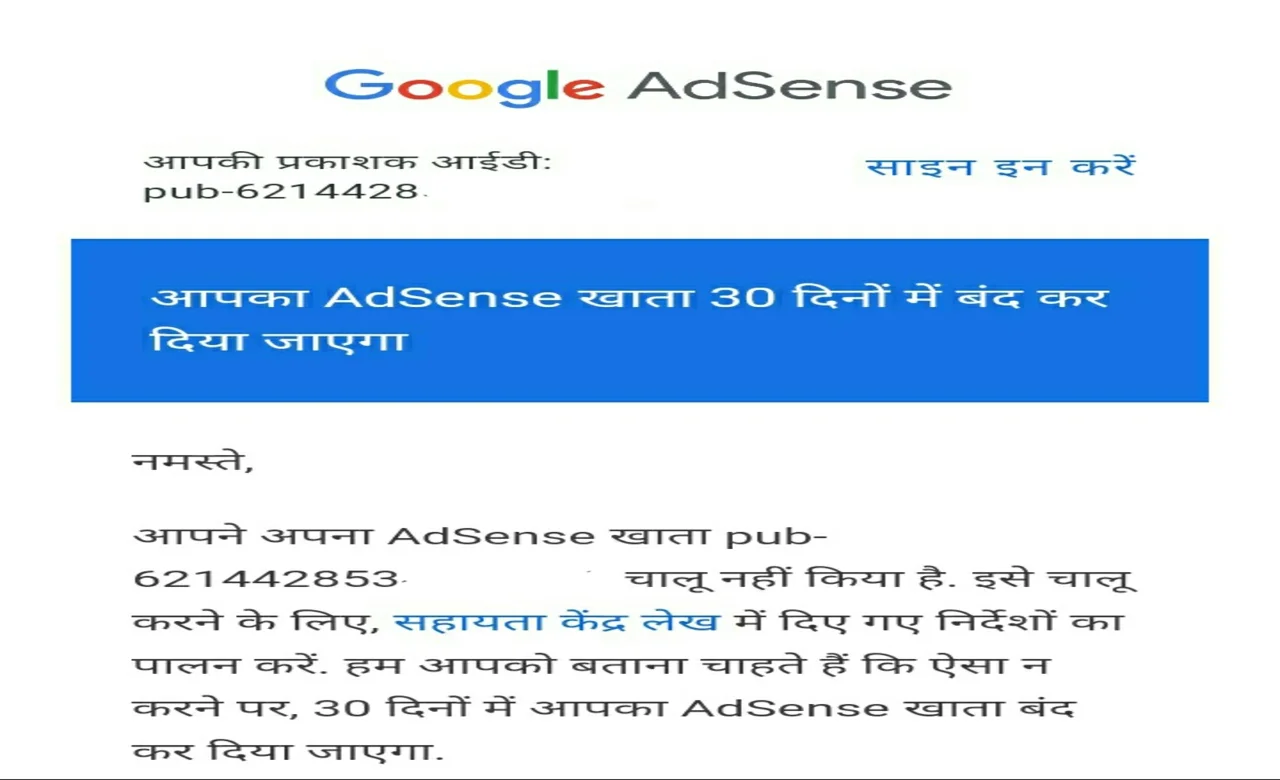 Google AdSense
आपकी प्रकाशक आईडी:
pub-6214428
साइन इन करें
आपका AdSense खाता 30 दिनों में बंद कर
दिया जाएगा
नमस्ते,
आपने अपना AdSense खाता pub-
621442853 चालू नहीं किया है. इसे चालू
करने के लिए, सहायता केंद्र लेख में दिए गए निर्देशों का
पालन करें. हम आपको बताना चाहते हैं कि ऐसा न
करने पर, 30 दिनों में आपका AdSense खाता बंद
कर दिया जाएगा.